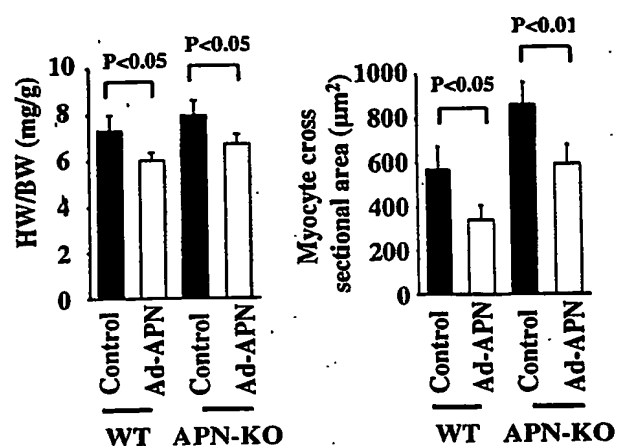 P<0.05
P<0.05
HW/BW (mg/g)
10
8
6
4
2
0
Control
Ad-APN
Control
Ad-APN
WT
APN-KO
P<0.01
P<0.05
Myocyte cross
sectional area (μm²)
1000
800
600
400
200
0
Control
Ad-APN
Control
Ad-APN
WT
APN-KO